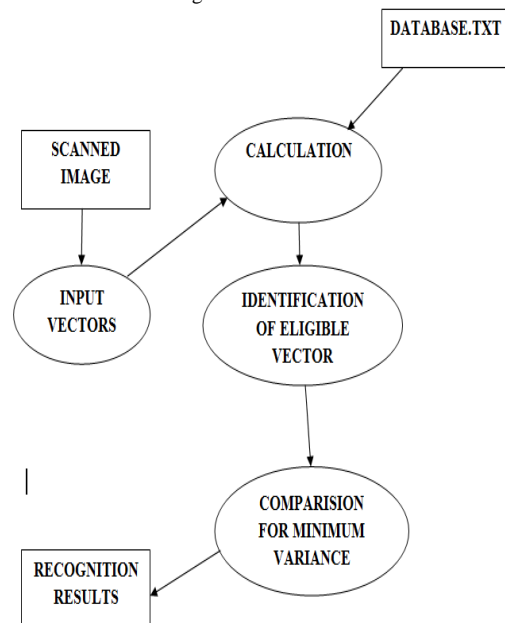 DATABASE.TXT
SCANNED
IMAGE
CALCULATION
INPUT
VECTORS
IDENTIFICATION
OF ELIGIBLE
VECTOR
COMPARISION
FOR MINIMUM
VARIANCE
RECOGNITION
RESULTS